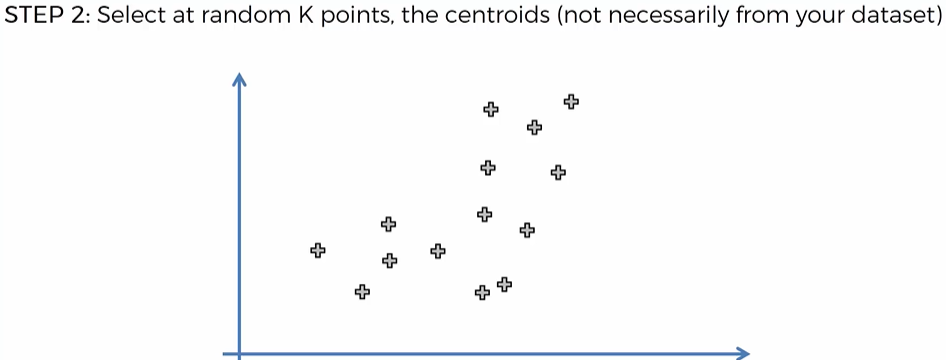 STEP 2: Select at random K points, the centroids (not necessarily from your dataset)